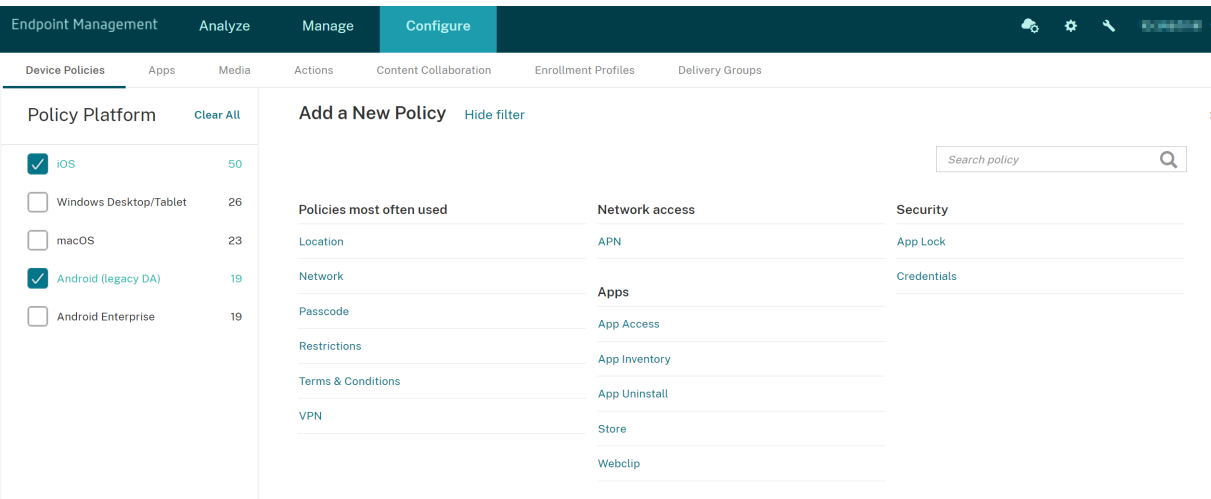 Endpoint Management Analyze Manage Configure
Device Policies Apps Media Actions Content Collaboration Enrollment Profiles Delivery Groups
Policy Platform Clear All
iOS 50
Windows Desktop/Tablet 26
macOS 23
Android (legacy DA) 19
Android Enterprise 19
Add a New Policy Hide filter
Search policy
Policies most often used
Location
Network
Passcode
Restrictions
Terms & Conditions
VPN
Network access
APN
Apps
App Access
App Inventory
App Uninstall
Store
Webclip
Security
App Lock
Credentials